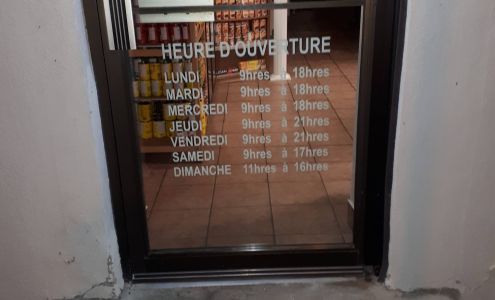 HEURE D'OUVERTURE
LUNDI 9hres à 18hres
MARDI 9hres à 18hres
MERCREDI 9hres à 18hres
JEUDI 9hres à 21hres
VENDREDI 9hres à 21hres
SAMEDI 9hres à 17hres
DIMANCHE 11hres à 16hres